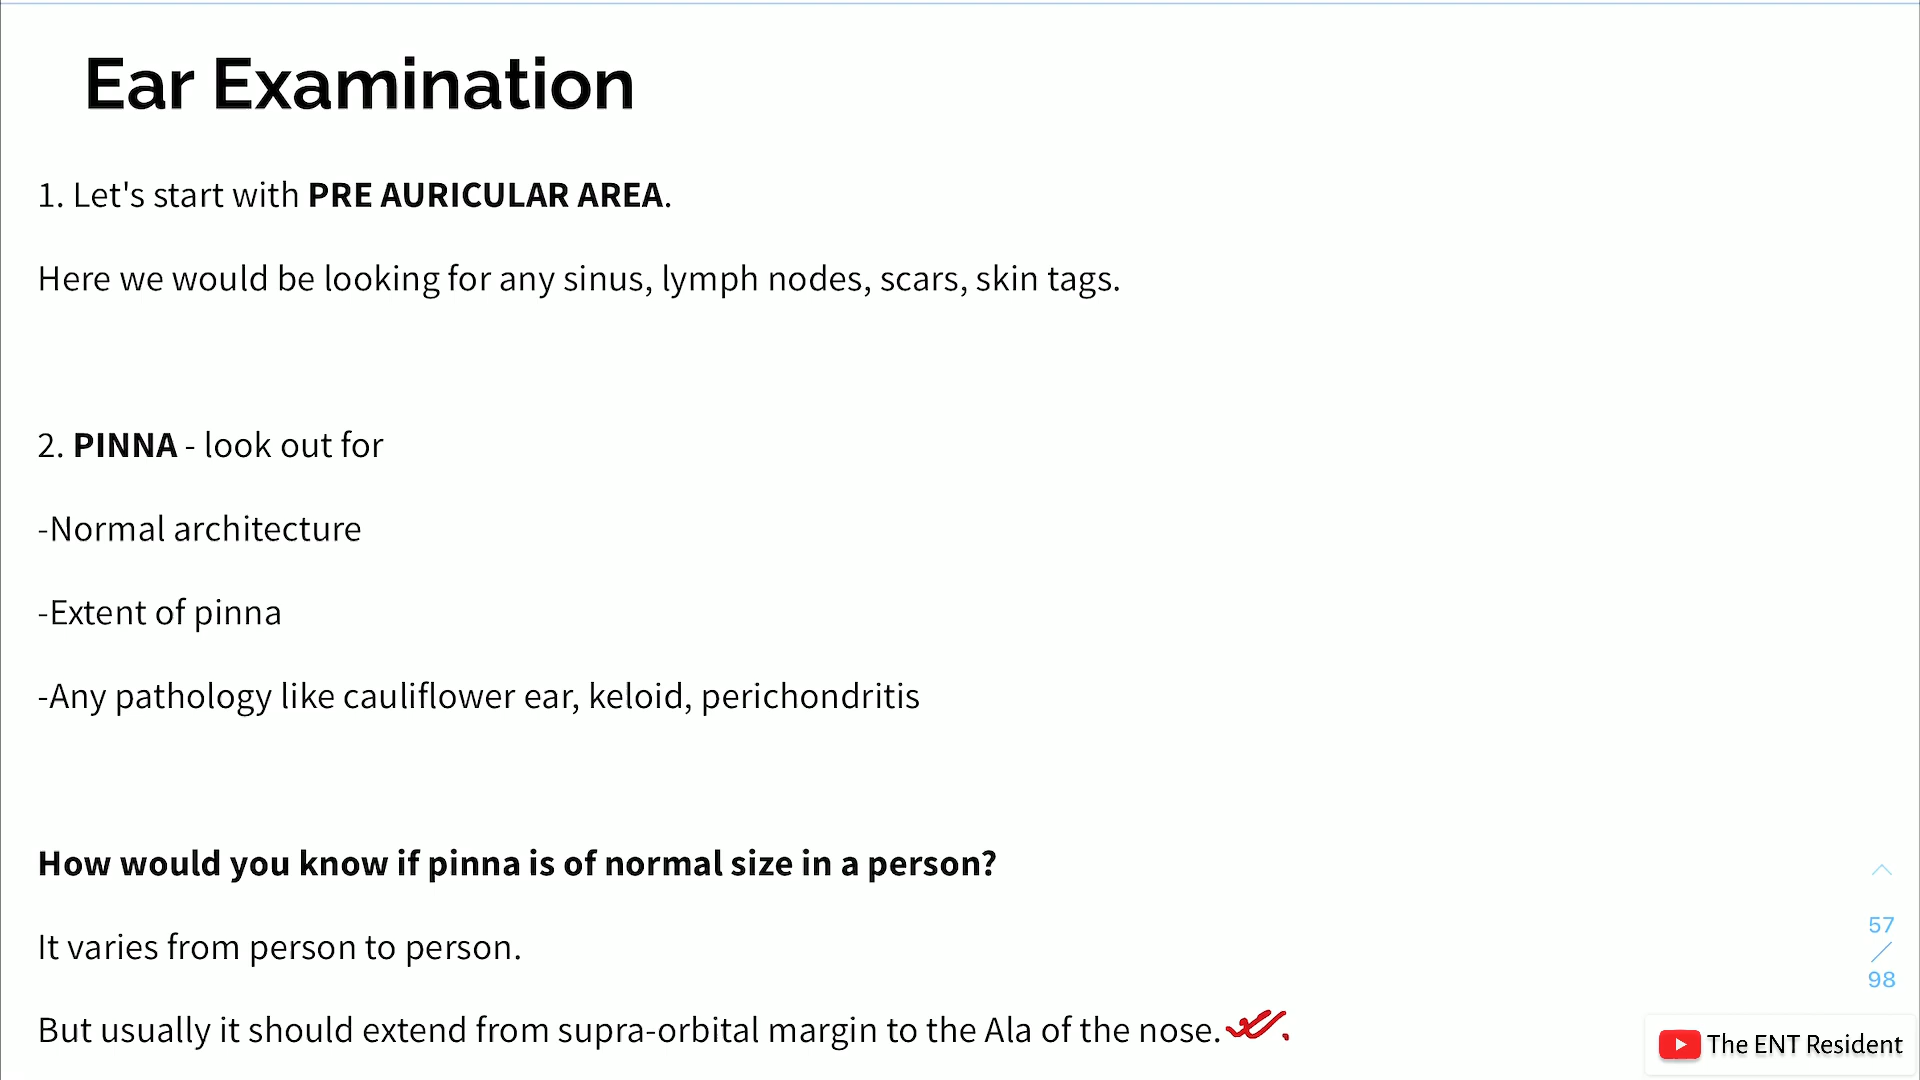 Ear Examination
1. Let's start with PRE AURICULAR AREA.
Here we would be looking for any sinus, lymph nodes, scars, skin tags.
2. PINNA - look out for
-Normal architecture
-Extent of pinna
-Any pathology like cauliflower ear, keloid, perichondritis
How would you know if pinna is of normal size in a person?
It varies from person to person.
But usually it should extend from supra-orbital margin to the Ala of the nose.
57
/
98
The ENT Resident